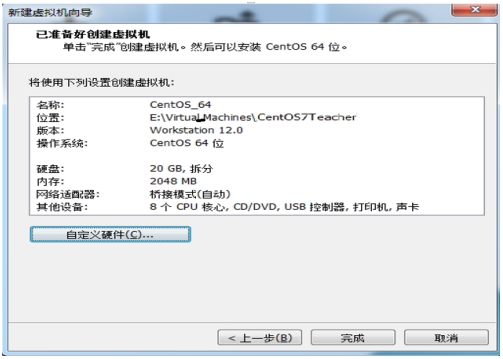 新建虚拟机向导
已准备好创建虚拟机
单击“完成”创建虚拟机。然后可以安装 CentOS 64 位。
将使用下列设置创建虚拟机:
名称: CentOS_64
位置: E:\Virtual Machines\CentOS7Teacher
版本: Workstation 12.0
操作系统: CentOS 64 位
硬盘: 20 GB, 拆分
内存: 2048 MB
网络适配器: 桥接模式(自动)
其他设备: 8 个 CPU 核心, CD/DVD, USB 控制器, 打印机, 声卡
自定义硬件(C)...
< 上一步(B) 完成 取消